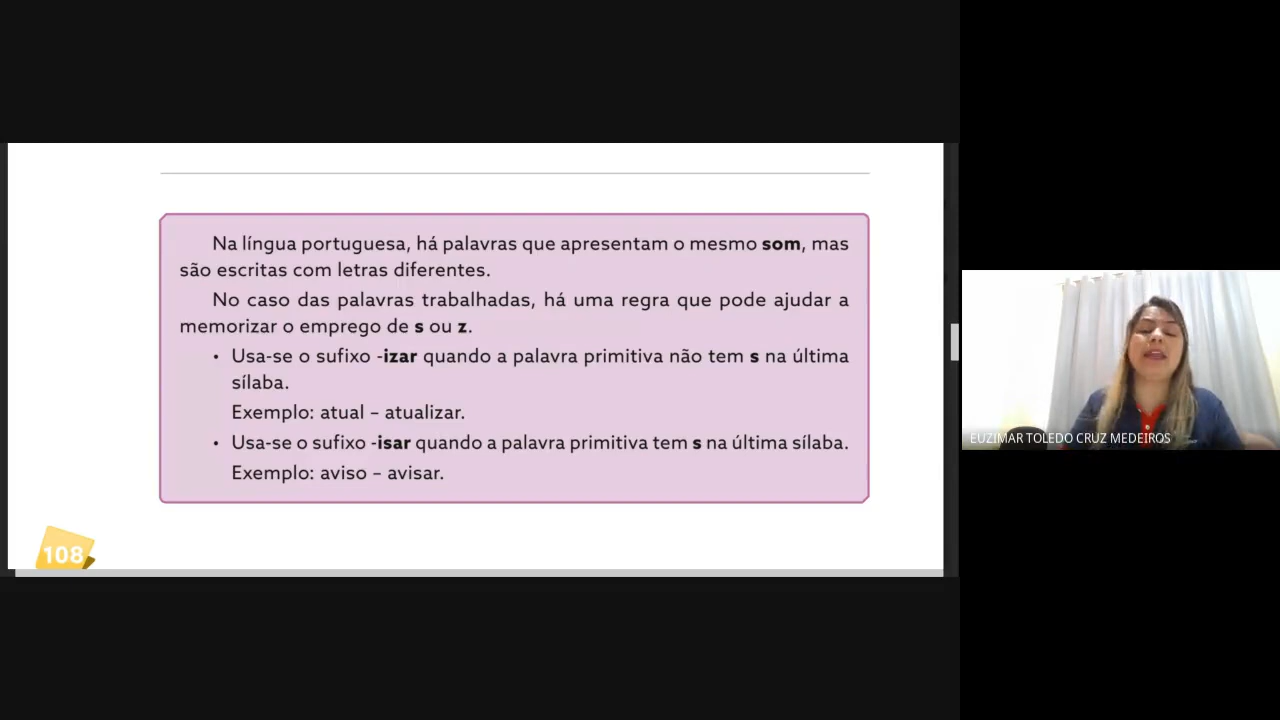 Na língua portuguesa, há palavras que apresentam o mesmo som, mas
são escritas com letras diferentes.
No caso das palavras trabalhadas, há uma regra que pode ajudar a
memorizar o emprego de s ou z.
• Usa-se o sufixo -izar quando a palavra primitiva não tem s na última
sílaba.
Exemplo: atual – atualizar.
• Usa-se o sufixo -isar quando a palavra primitiva tem s na última sílaba.
Exemplo: aviso – avisar.
108
EUZIMAR TOLEDO CRUZ MEDEIROS